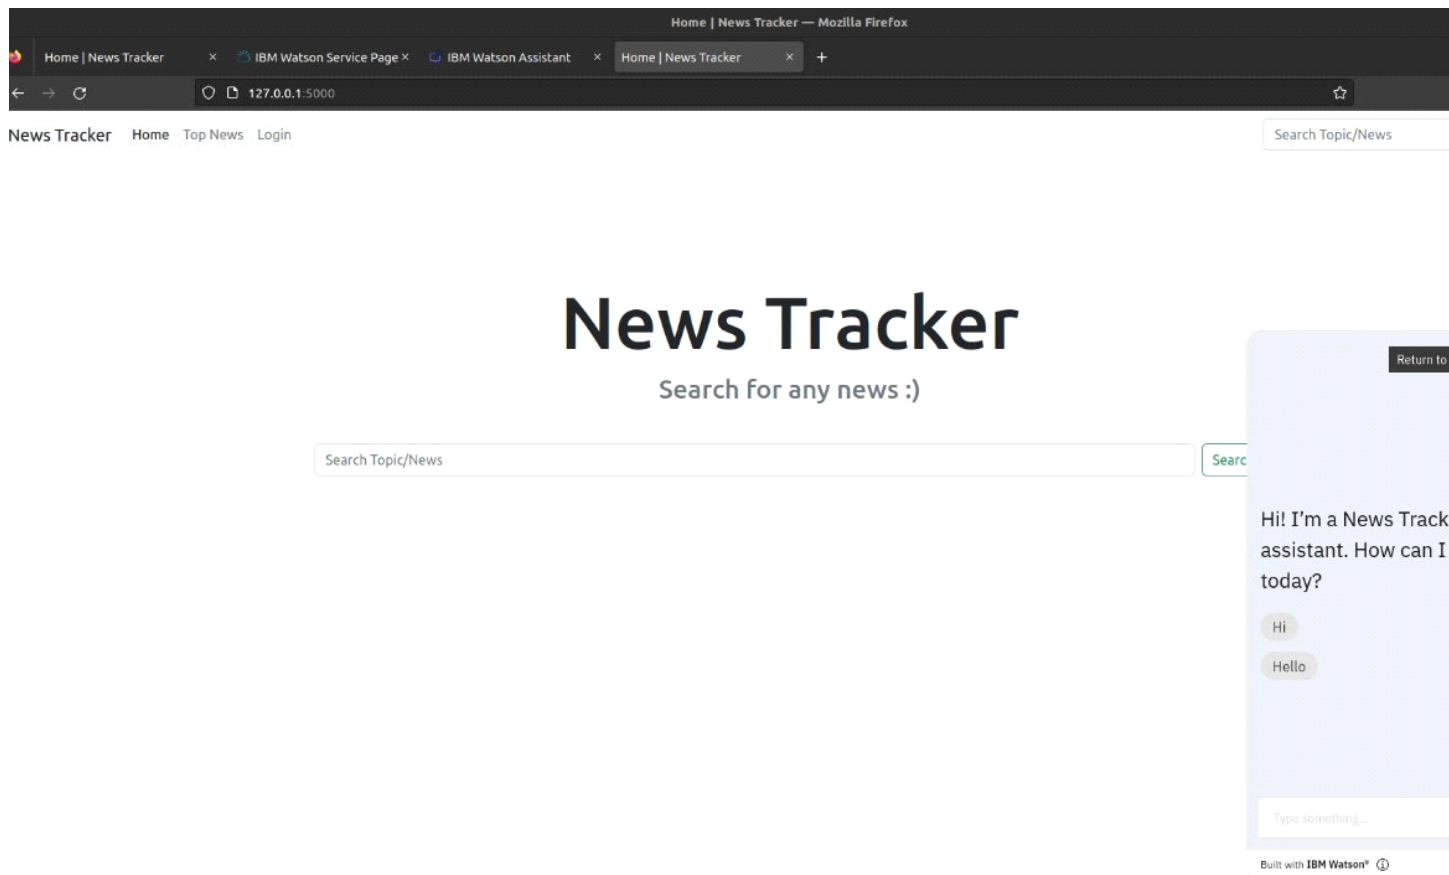 Home | News Tracker — Mozilla Firefox
Home | News Tracker × IBM Watson Service Page × IBM Watson Assistant × Home | News Tracker × +
127.0.0.1:5000
News Tracker Home Top News Login Search Topic/News
News Tracker
Search for any news :)
Search Topic/News Searc
Return to
Hi! I'm a News Track
assistant. How can I
today?
Hi
Hello
Type something...
Built with IBM Watson®